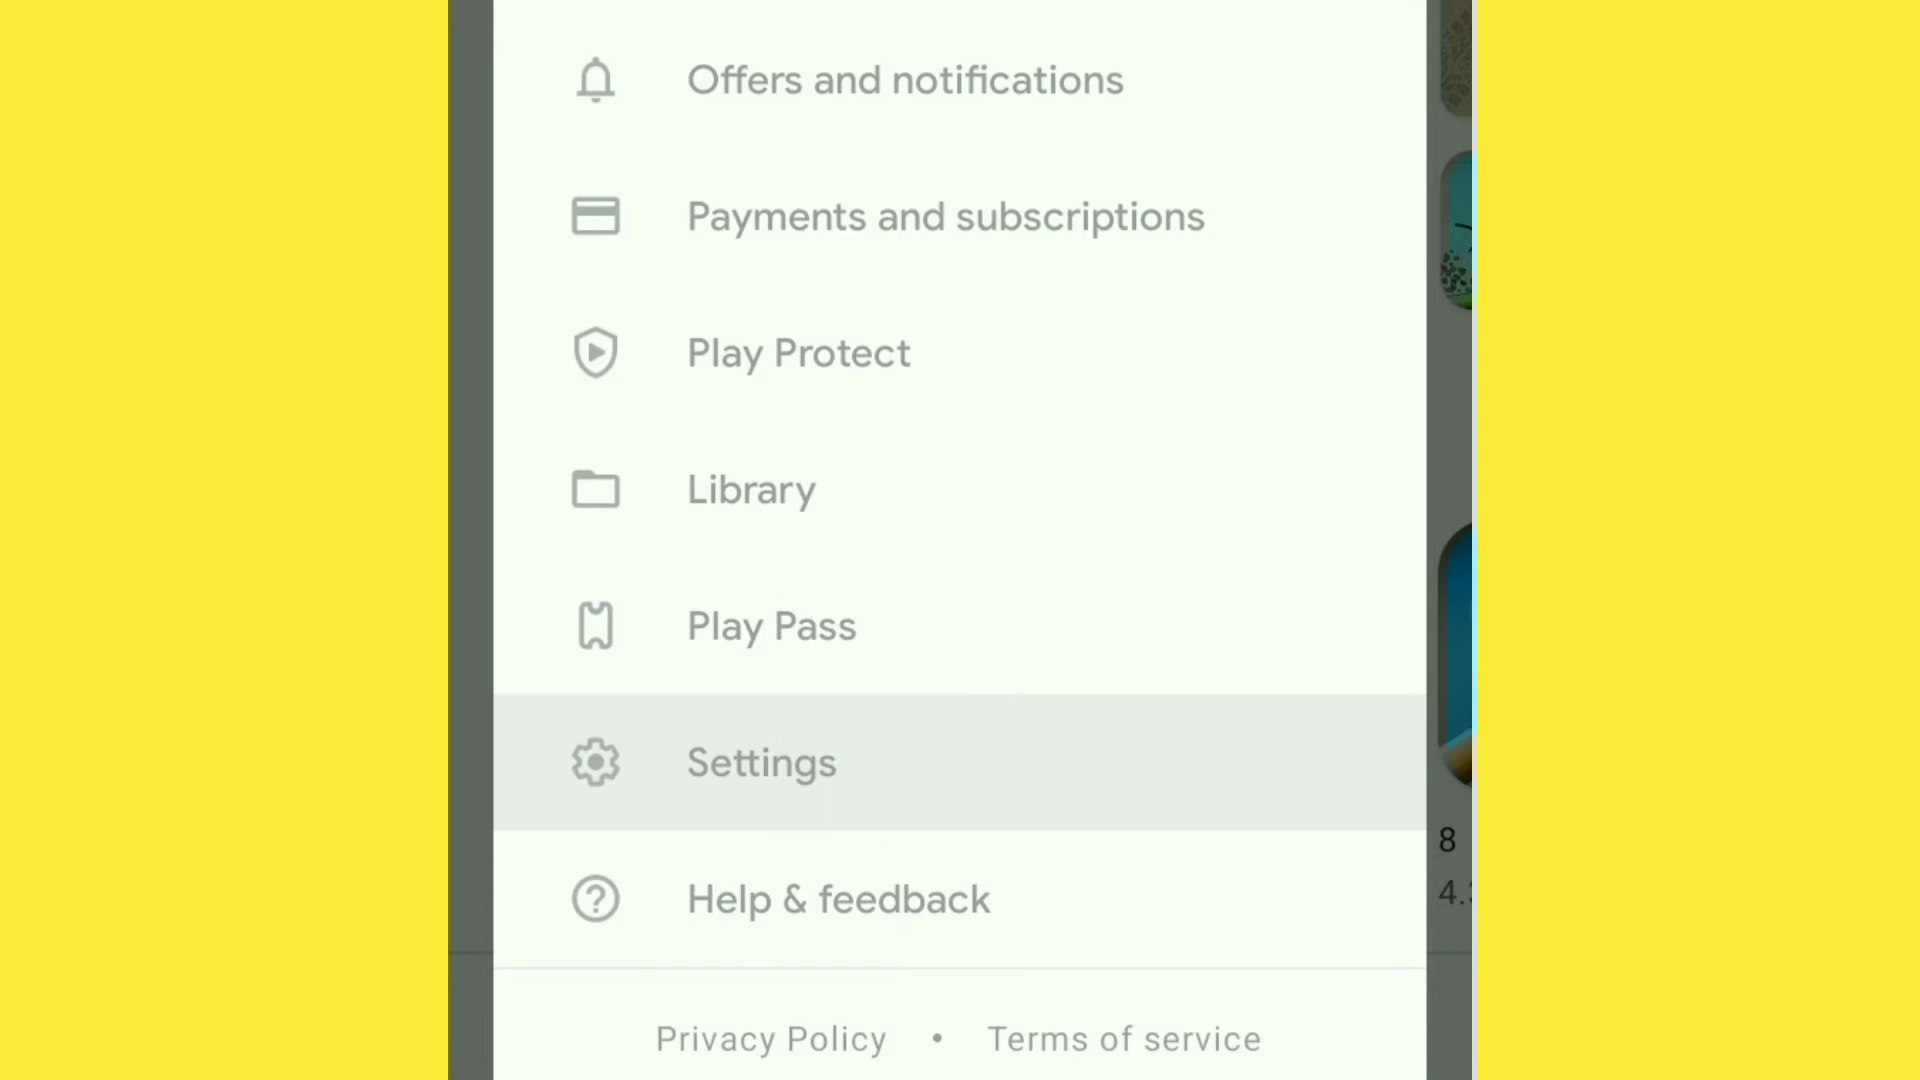 Offers and notifications
Payments and subscriptions
Play Protect
Library
Play Pass
Settings
8
Help & feedback
Privacy Policy • Terms of service